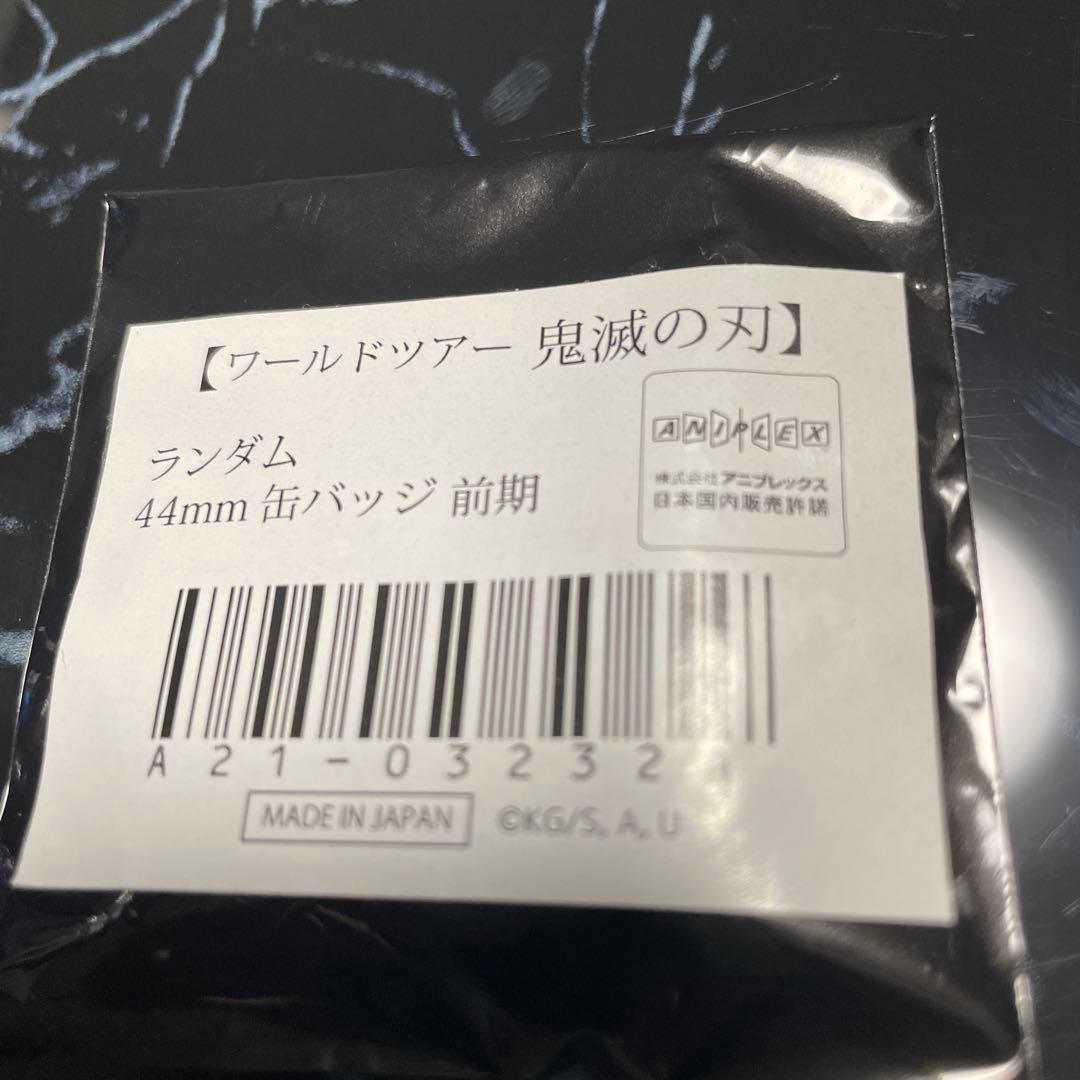 【ワールドツアー 鬼滅の刃】
ランダム
44mm 缶バッジ 前期
ANIPLEX
株式会社アニプレックス
日本国内販売許諾
A21-03232
MADE IN JAPAN
©KG/S, A, U